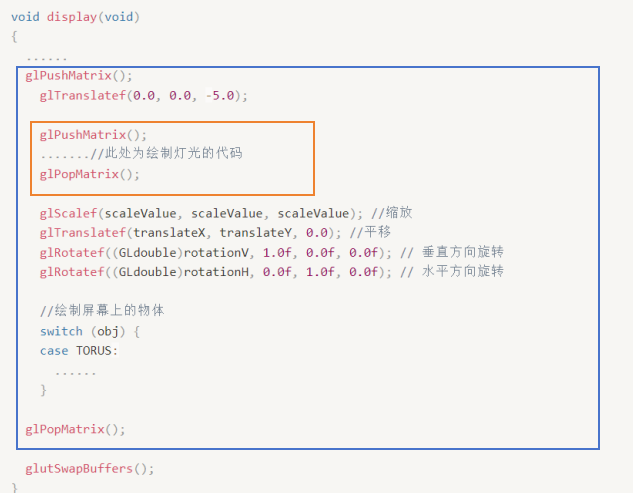 void display(void)
{
......
glPushMatrix();
glTranslatef(0.0, 0.0, -5.0);
glPushMatrix();
.......//此处为绘制灯光的代码
glPopMatrix();
glScalef(scaleValue, scaleValue, scaleValue); //缩放
glTranslatef(translateX, translateY, 0.0); //平移
glRotatef((GLdouble)rotationV, 1.0f, 0.0f, 0.0f); // 垂直方向旋转
glRotatef((GLdouble)rotationH, 0.0f, 1.0f, 0.0f); // 水平方向旋转
//绘制屏幕上的物体
switch (obj) {
case TORUS:
......
}
glPopMatrix();
glutSwapBuffers();
}